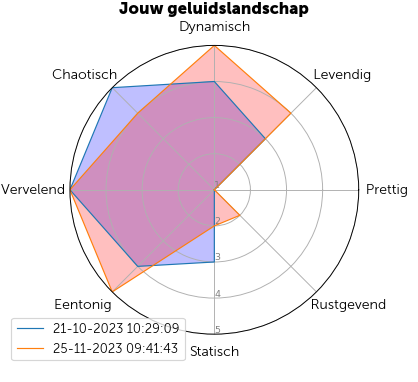 Jouw geluidslandschap
Dynamisch
Chaotisch
Levendig
Vervelend
1
Prettig
2
3
4
5
Eentonig
Rustgevend
Statisch
21-10-2023 10:29:09
25-11-2023 09:41:43